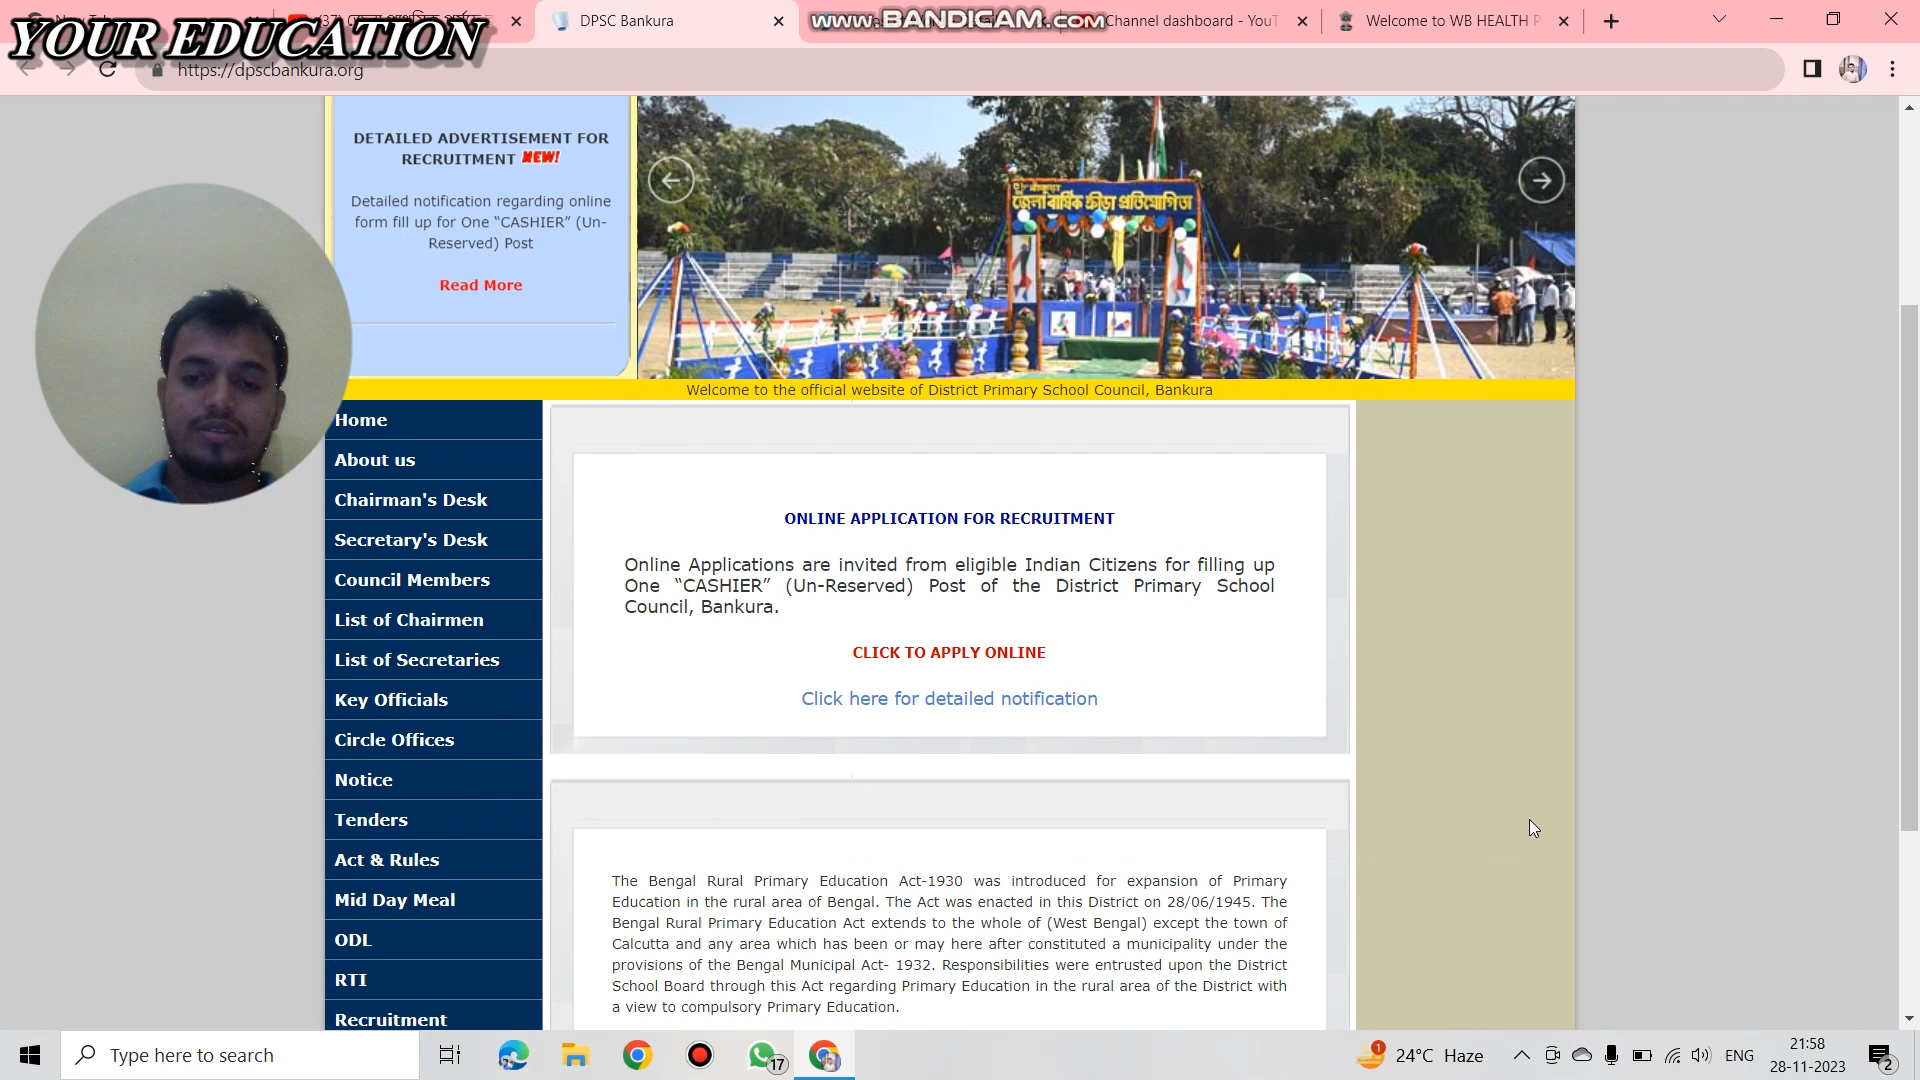 YOUR EDUCATION
DPSC Bankura
WWW.BANDICAM.COM
Channel dashboard - YouT
Welcome to WB HEALTH
https://dpscbankura.org
DETAILED ADVERTISEMENT FOR
RECRUITMENT NEW!
Detailed notification regarding online
form fill up for One “CASHIER” (Un-
Reserved) Post
Read More
জেলা বার্ষিক ক্রীড়া প্রতিযোগিতা
Welcome to the official website of District Primary School Council, Bankura
Home
About us
Chairman's Desk
Secretary's Desk
Council Members
List of Chairmen
List of Secretaries
Key Officials
Circle Offices
Notice
Tenders
Act & Rules
Mid Day Meal
ODL
RTI
Recruitment
ONLINE APPLICATION FOR RECRUITMENT
Online Applications are invited from eligible Indian Citizens for filling up
One “CASHIER” (Un-Reserved) Post of the District Primary School
Council, Bankura.
CLICK TO APPLY ONLINE
Click here for detailed notification
The Bengal Rural Primary Education Act-1930 was introduced for expansion of Primary
Education in the rural area of Bengal. The Act was enacted in this District on 28/06/1945. The
Bengal Rural Primary Education Act extends to the whole of (West Bengal) except the town of
Calcutta and any area which has been or may here after constituted a municipality under the
provisions of the Bengal Municipal Act- 1932. Responsibilities were entrusted upon the District
School Board through this Act regarding Primary Education in the rural area of the District with
a view to compulsory Primary Education.
Type here to search
17
1
24°C Haze
ENG
21:58
28-11-2023
2